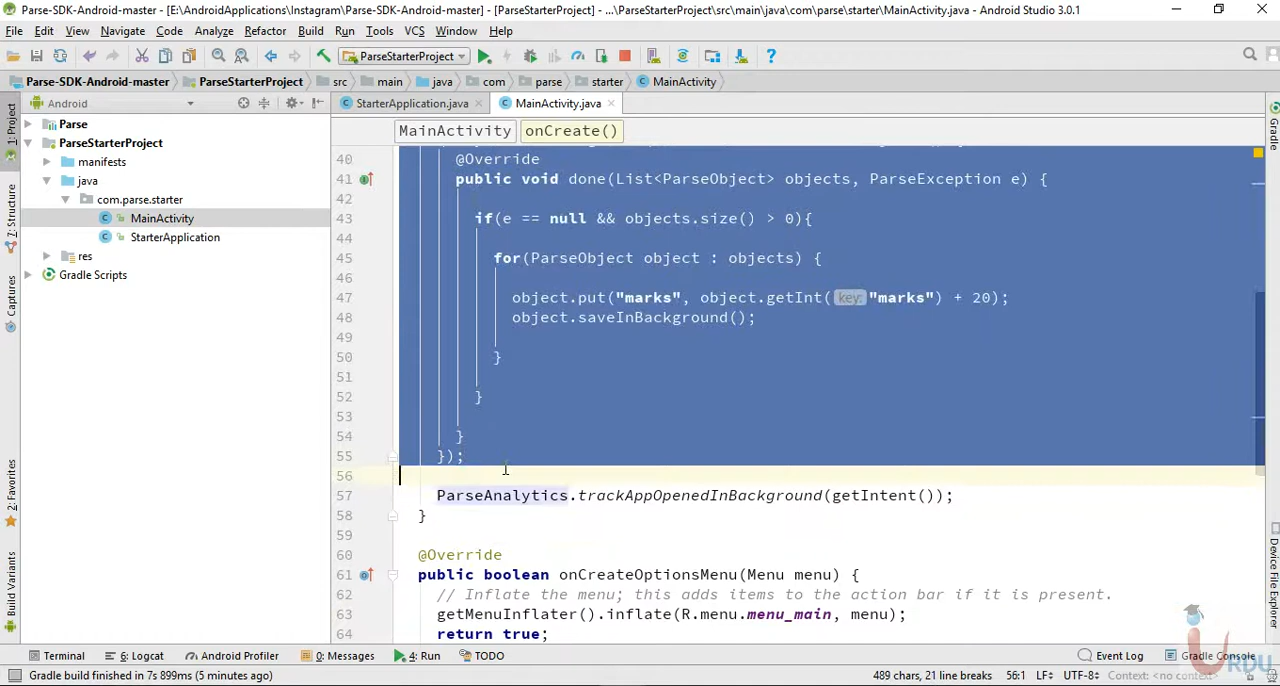 Parse-SDK-Android-master - [E:\AndroidApplications\Instagram\Parse-SDK-Android-master] - [ParseStarterProject] - ...\ParseStarterProject\src\main\java\com\parse\starter\MainActivity.java - Android Studio 3.0.1
File Edit View Navigate Code Analyze Refactor Build Run Tools VCS Window Help
ParseStarterProject
Parse-SDK-Android-master ParseStarterProject src main java com parse starter MainActivity
1: Project
Z: Structure
Captures
2: Favorites
Build Variants
Android
Parse
ParseStarterProject
manifests
java
com.parse.starter
MainActivity
StarterApplication
res
Gradle Scripts
StarterApplication.java MainActivity.java
MainActivity onCreate()
40 @Override
41 public void done(List<ParseObject> objects, ParseException e) {
42
43 if(e == null && objects.size() > 0){
44
45 for(ParseObject object : objects) {
46
47 object.put("marks", object.getInt( key: "marks") + 20);
48 object.saveInBackground();
49
50 }
51
52 }
53
54 }
55 });
56
57 ParseAnalytics.trackAppOpenedInBackground(getIntent());
58 }
59
60 @Override
61 public boolean onCreateOptionsMenu(Menu menu) {
62 // Inflate the menu; this adds items to the action bar if it is present.
63 getMenuInflater().inflate(R.menu.menu_main, menu);
64 return true;
Gradle
Device File Explorer
Terminal 6: Logcat Android Profiler 0: Messages 4: Run TODO Event Log Gradle Console
Gradle build finished in 7s 899ms (5 minutes ago) 489 chars, 21 line breaks 56:1 LF÷ UTF-8÷ Context: <no context>
URDU